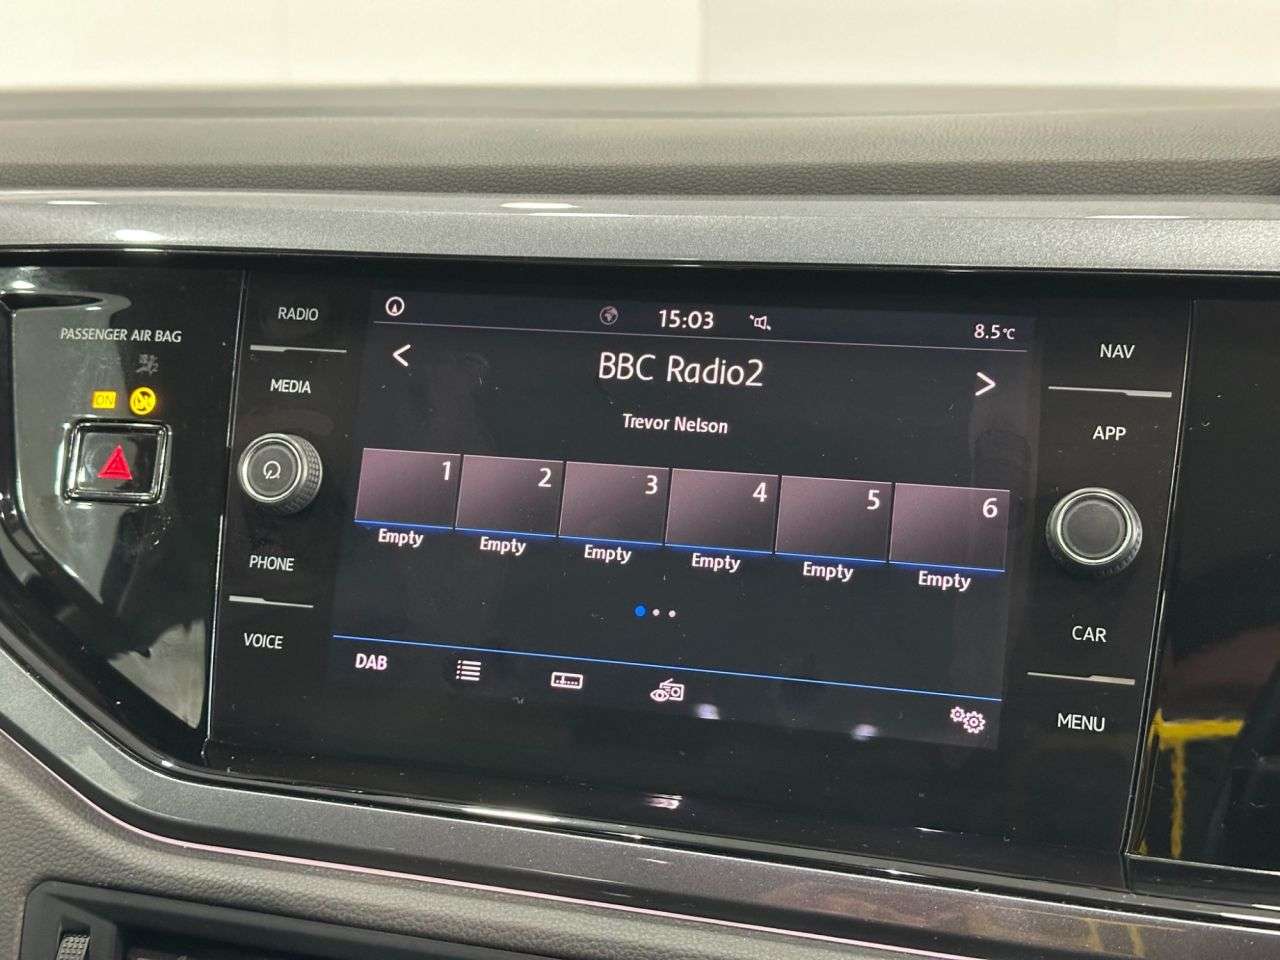 PASSENGER AIR BAG
ON
RADIO
MEDIA
PHONE
VOICE
15:03
8.5°C
<
BBC Radio2
>
Trevor Nelson
1
2
3
4
5
6
Empty
Empty
Empty
Empty
Empty
Empty
DAB
NAV
APP
CAR
MENU